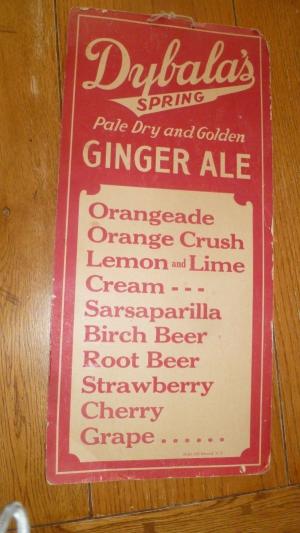 Dybala's
SPRING
Pale Dry and Golden
GINGER ALE
Orangeade
Orange Crush
Lemon and Lime
Cream - - -
Sarsaparilla
Birch Beer
Root Beer
Strawberry
Cherry
Grape . . . . . .